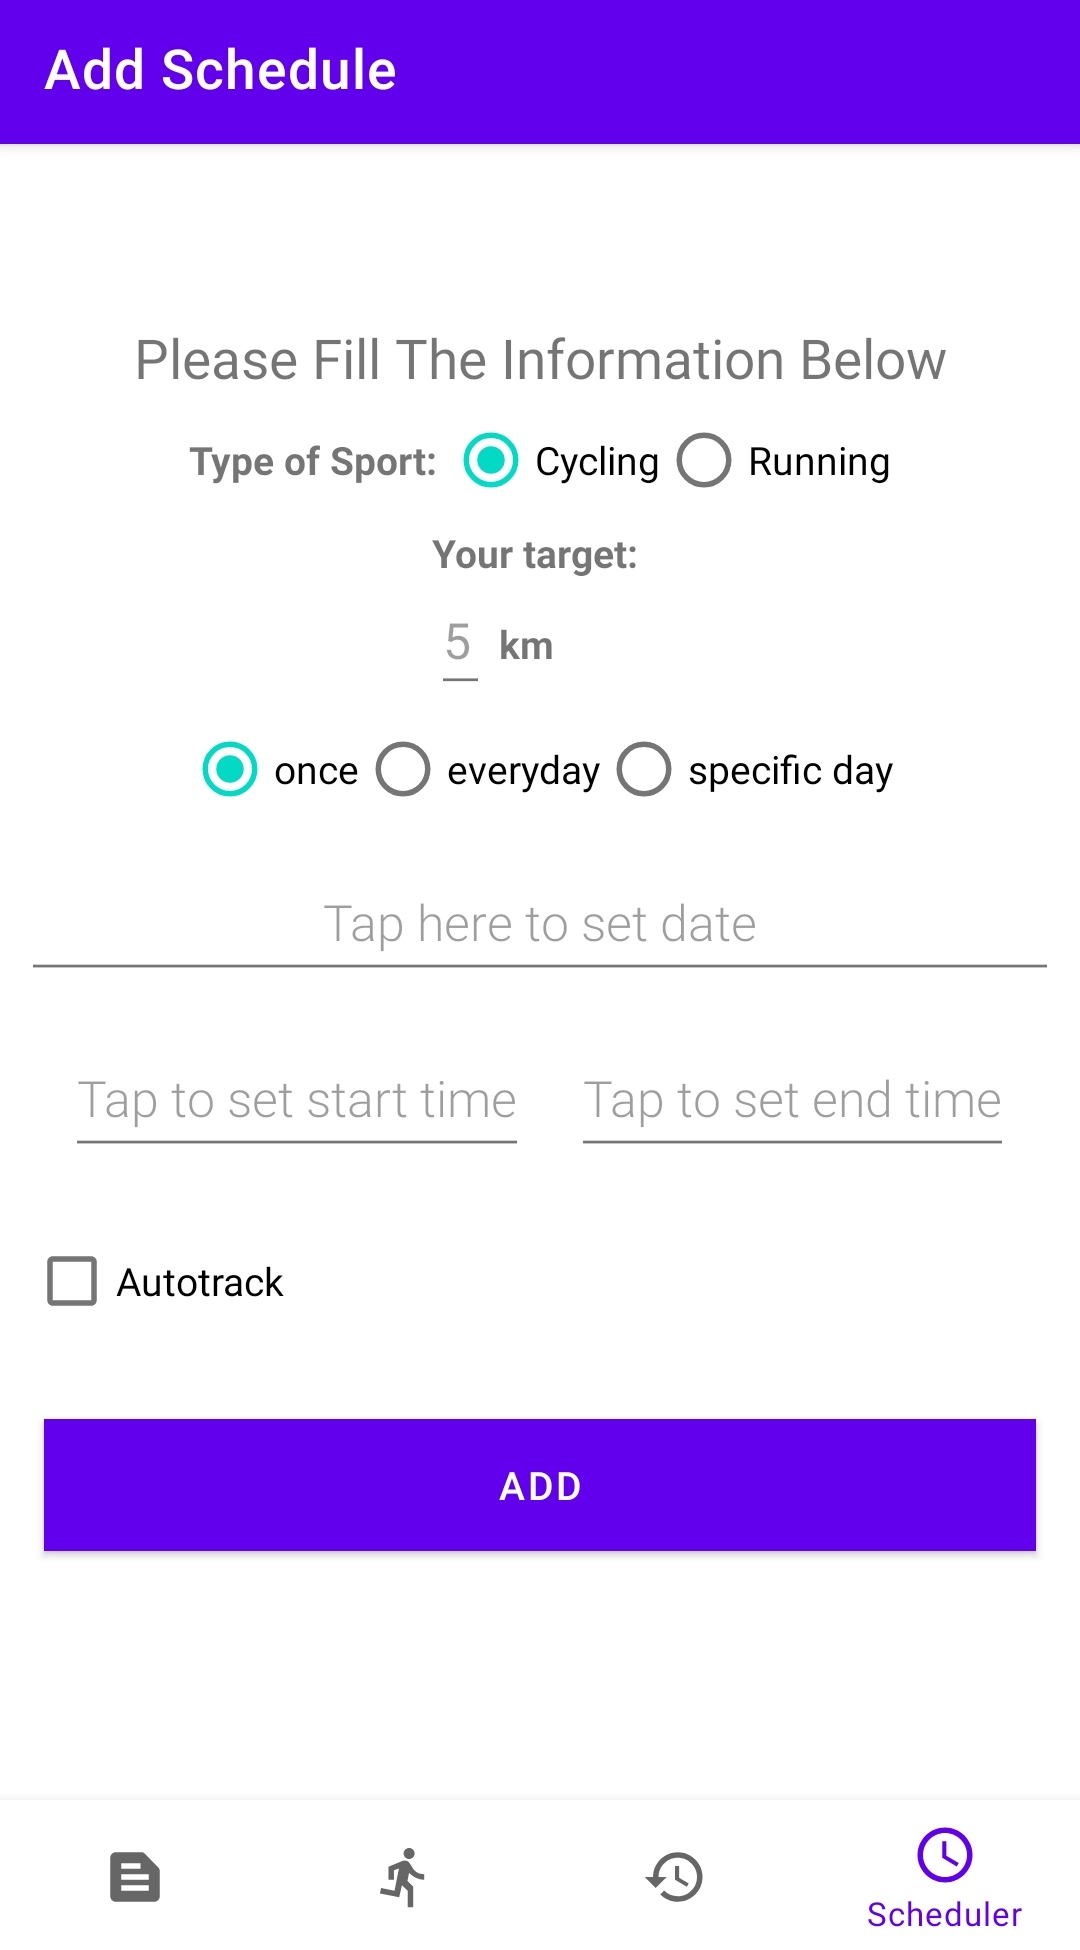 Add Schedule
Please Fill The Information Below
Type of Sport: Cycling Running
Your target:
5 km
once everyday specific day
Tap here to set date
Tap to set start time Tap to set end time
Autotrack
ADD
Scheduler